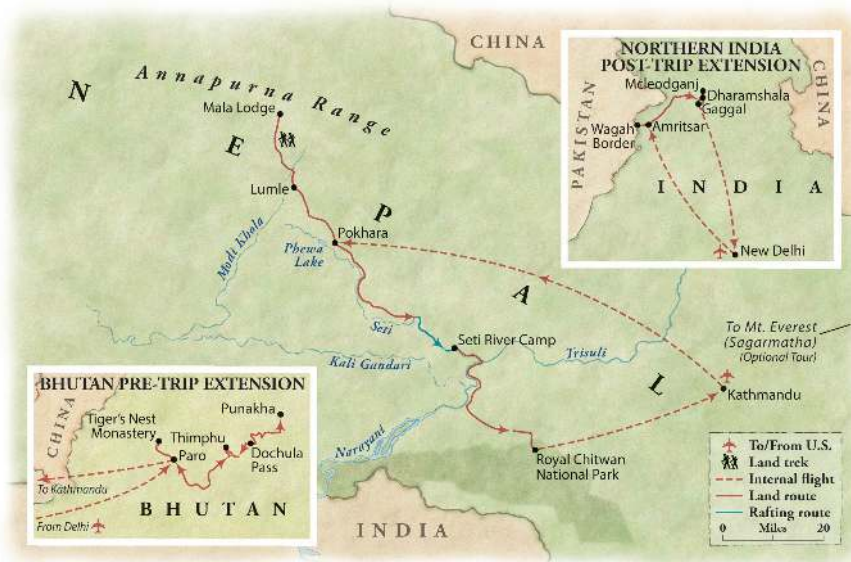 CHINA
N E P A L
Annapurna Range
Mala Lodge
Lumle
Modi Khola
Phewa
Lake
Pokhara
Seti
Seti River Camp
Kali Gandari
Trisuli
To Mt. Everest
(Sagarmatha)
(Optional Tour)
Kathmandu
Narayani
Royal Chitwan
National Park
INDIA
NORTHERN INDIA
POST-TRIP EXTENSION
Mcleodganj
Dharamshala
Gaggal
CHINA
PAKISTAN
Wagah
Border
Amritsar
INDIA
New Delhi
BHUTAN PRE-TRIP EXTENSION
CHINA
Tiger's Nest
Monastery
Punakha
Thimphu
Paro
Dochula
Pass
To Kathmandu
BHUTAN
From Delhi
To/From U.S.
Land trek
Internal flight
Land route
Rafting route
0 Miles 20